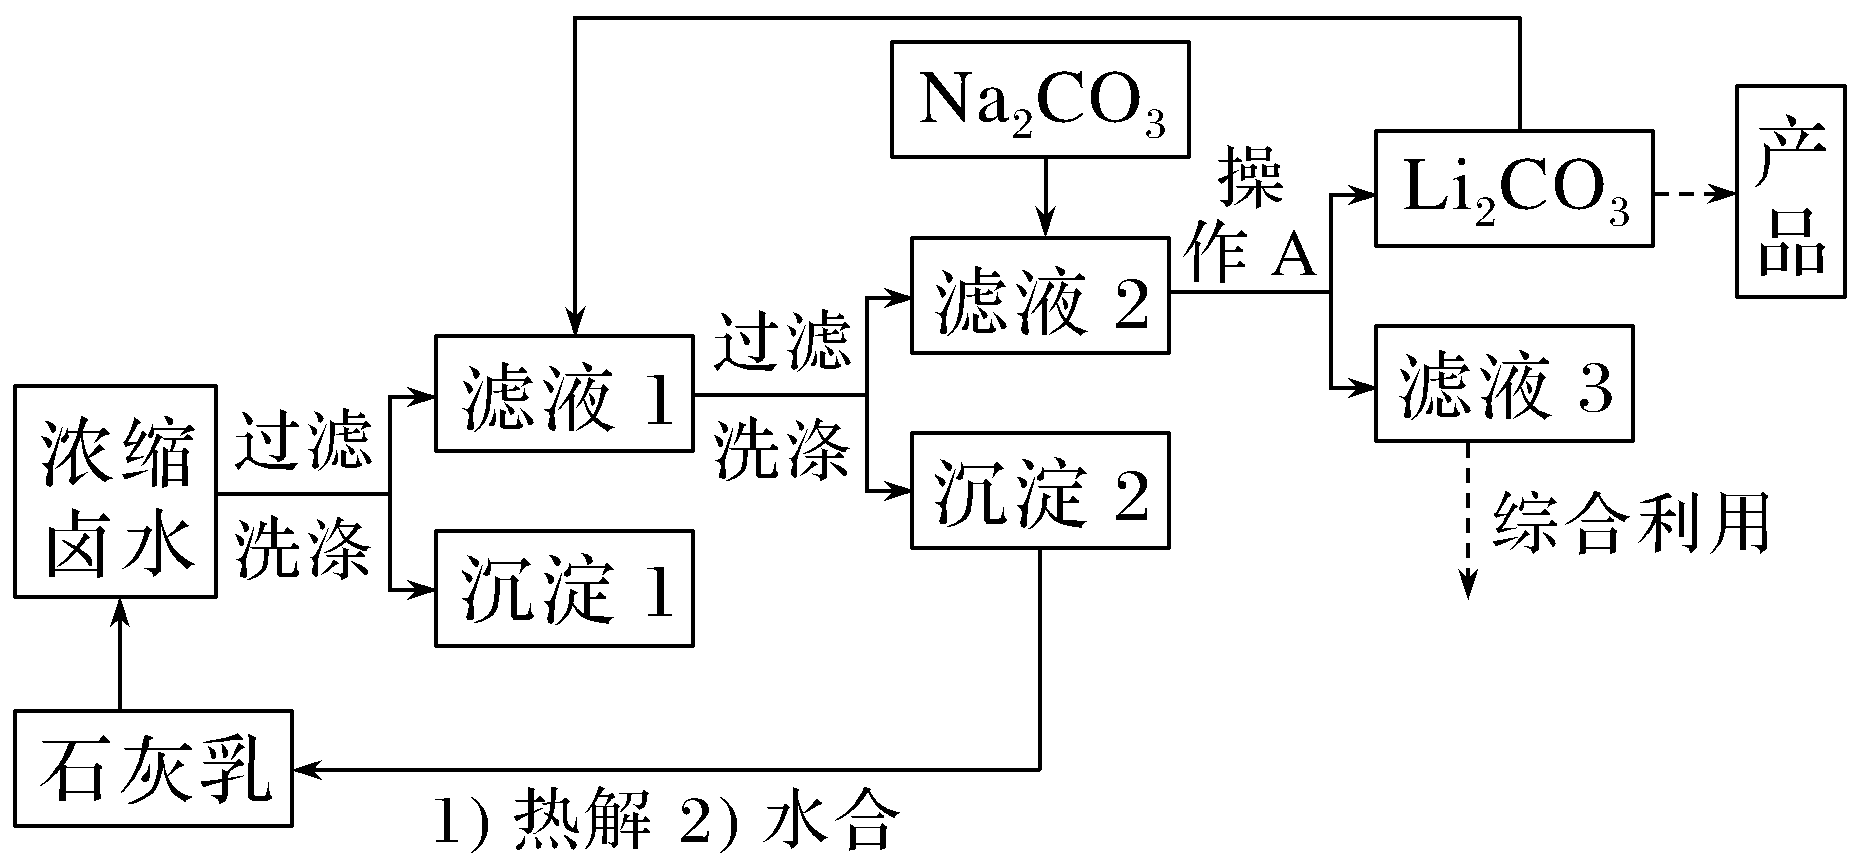 Na₂CO₃
操
作 A
Li₂CO₃
产
品
滤液 2
过滤
洗涤
滤液 1
滤液 3
浓缩
卤水
过滤
洗涤
沉淀 2
综合利用
沉淀 1
石灰乳
1) 热解 2) 水合